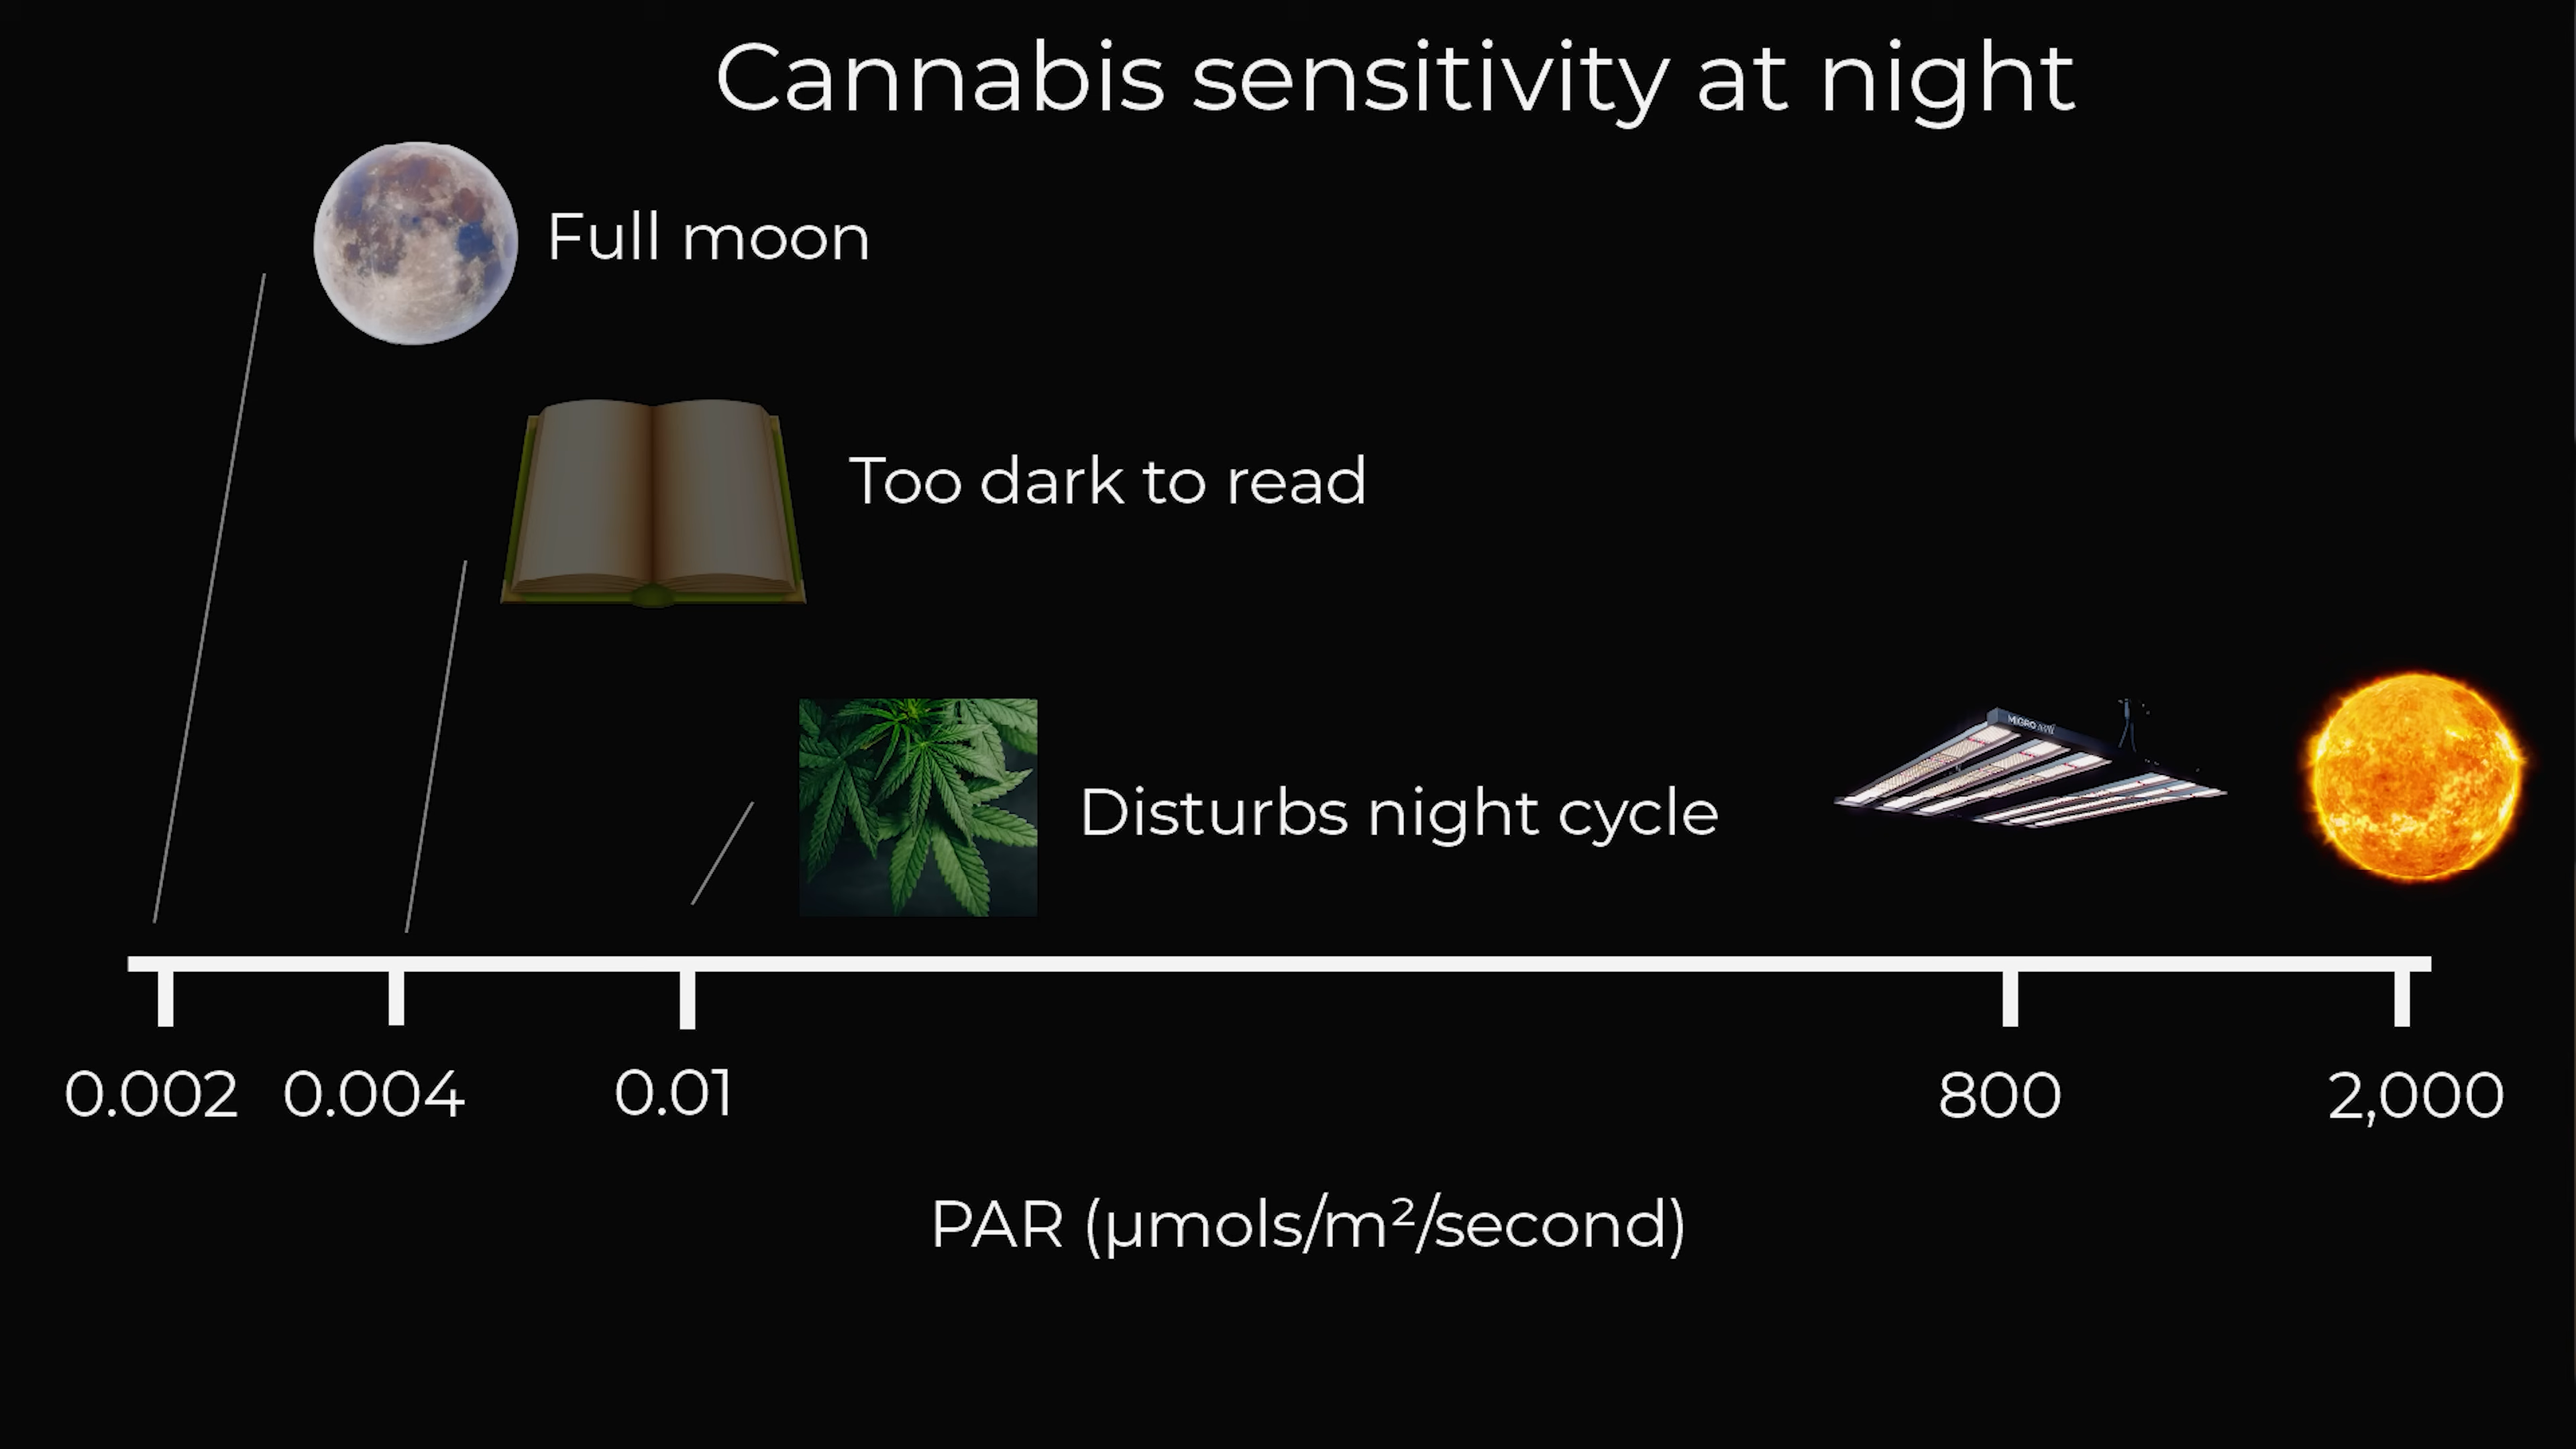 Cannabis sensitivity at night
Full moon
Too dark to read
Disturbs night cycle
0.002 0.004 0.01 800 2,000
PAR (µmols/m²/second)